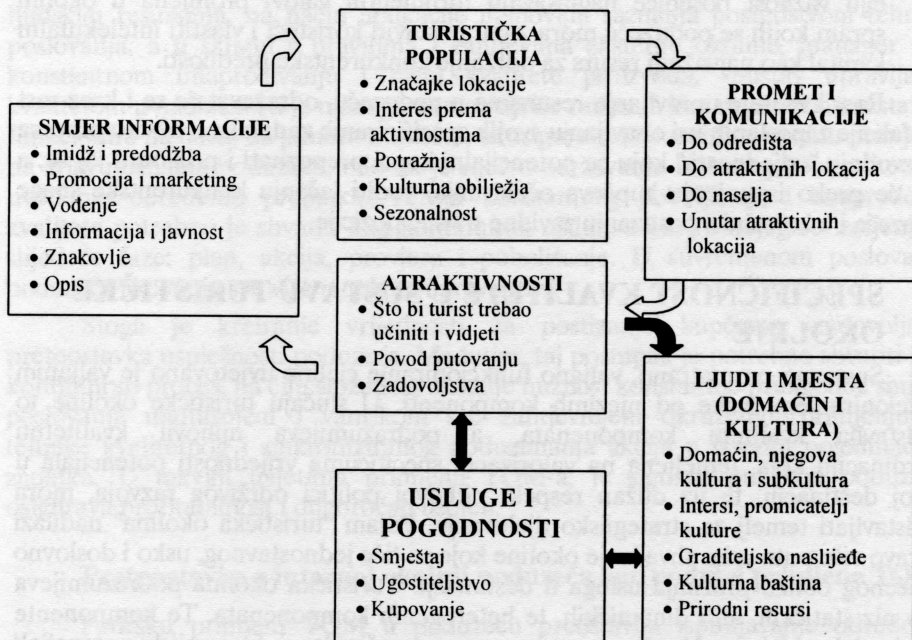 TURISTIČKA
POPULACIJA
• Značajke lokacije
• Interes prema
aktivnostima
• Potražnja
• Kulturna obilježja
• Sezonalnost
PROMET I
KOMUNIKACIJE
• Do odredišta
• Do atraktivnih lokacija
• Do naselja
• Unutar atraktivnih
lokacija
SMJER INFORMACIJE
• Imidž i predodžba
• Promocija i marketing
• Vođenje
• Informacija i javnost
• Znakovlje
• Opis
ATRAKTIVNOSTI
• Što bi turist trebao
učiniti i vidjeti
• Povod putovanju
• Zadovoljstva
LJUDI I MJESTA
(DOMAĆIN I
KULTURA)
• Domaćin, njegova
kultura i subkultura
• Intersi, promicatelji
kulture
• Graditeljsko naslijeđe
• Kulturna baština
• Prirodni resursi
USLUGE I
POGODNOSTI
• Smještaj
• Ugostiteljstvo
• Kupovanje